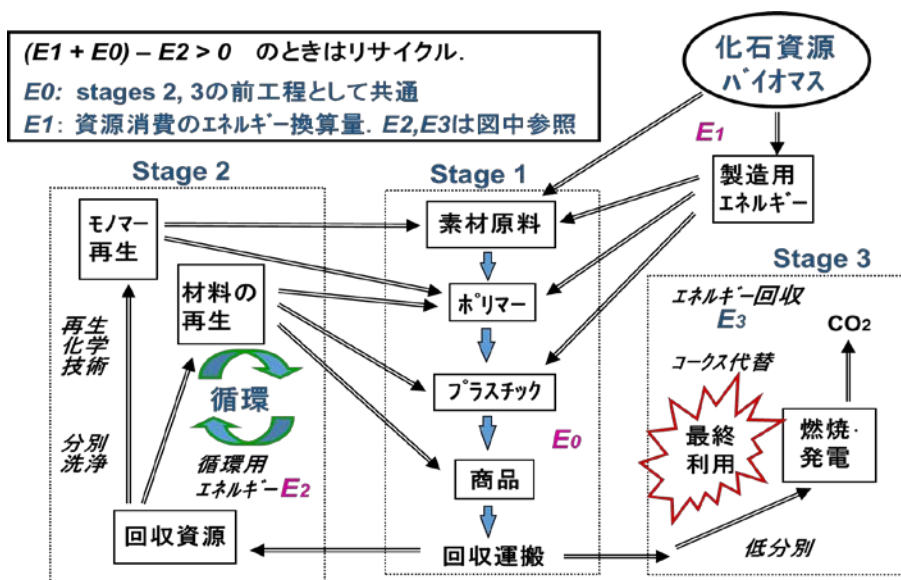 (E1 + E0) – E2 > 0 のときはリサイクル.
E0: stages 2, 3の前工程として共通
E1: 資源消費のエネルギー換算量. E2,E3は図中参照
化石資源
バイオマス
E1
製造用
エネルギー
Stage 2
モノマー
再生
材料の
再生
再生
化学
技術
循環
分別
洗浄
循環用
エネルギーE2
回収資源
Stage 1
素材原料
ポリマー
プラスチック
E0
商品
回収運搬
Stage 3
エネルギー回収
E3
CO2
コークス代替
最終
利用
燃焼·
発電
低分別